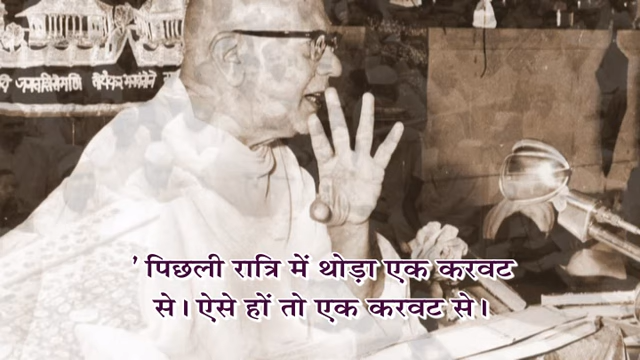 ' पिछली रात्रि में थोड़ा एक करवट
से। ऐसे हों तो एक करवट से।